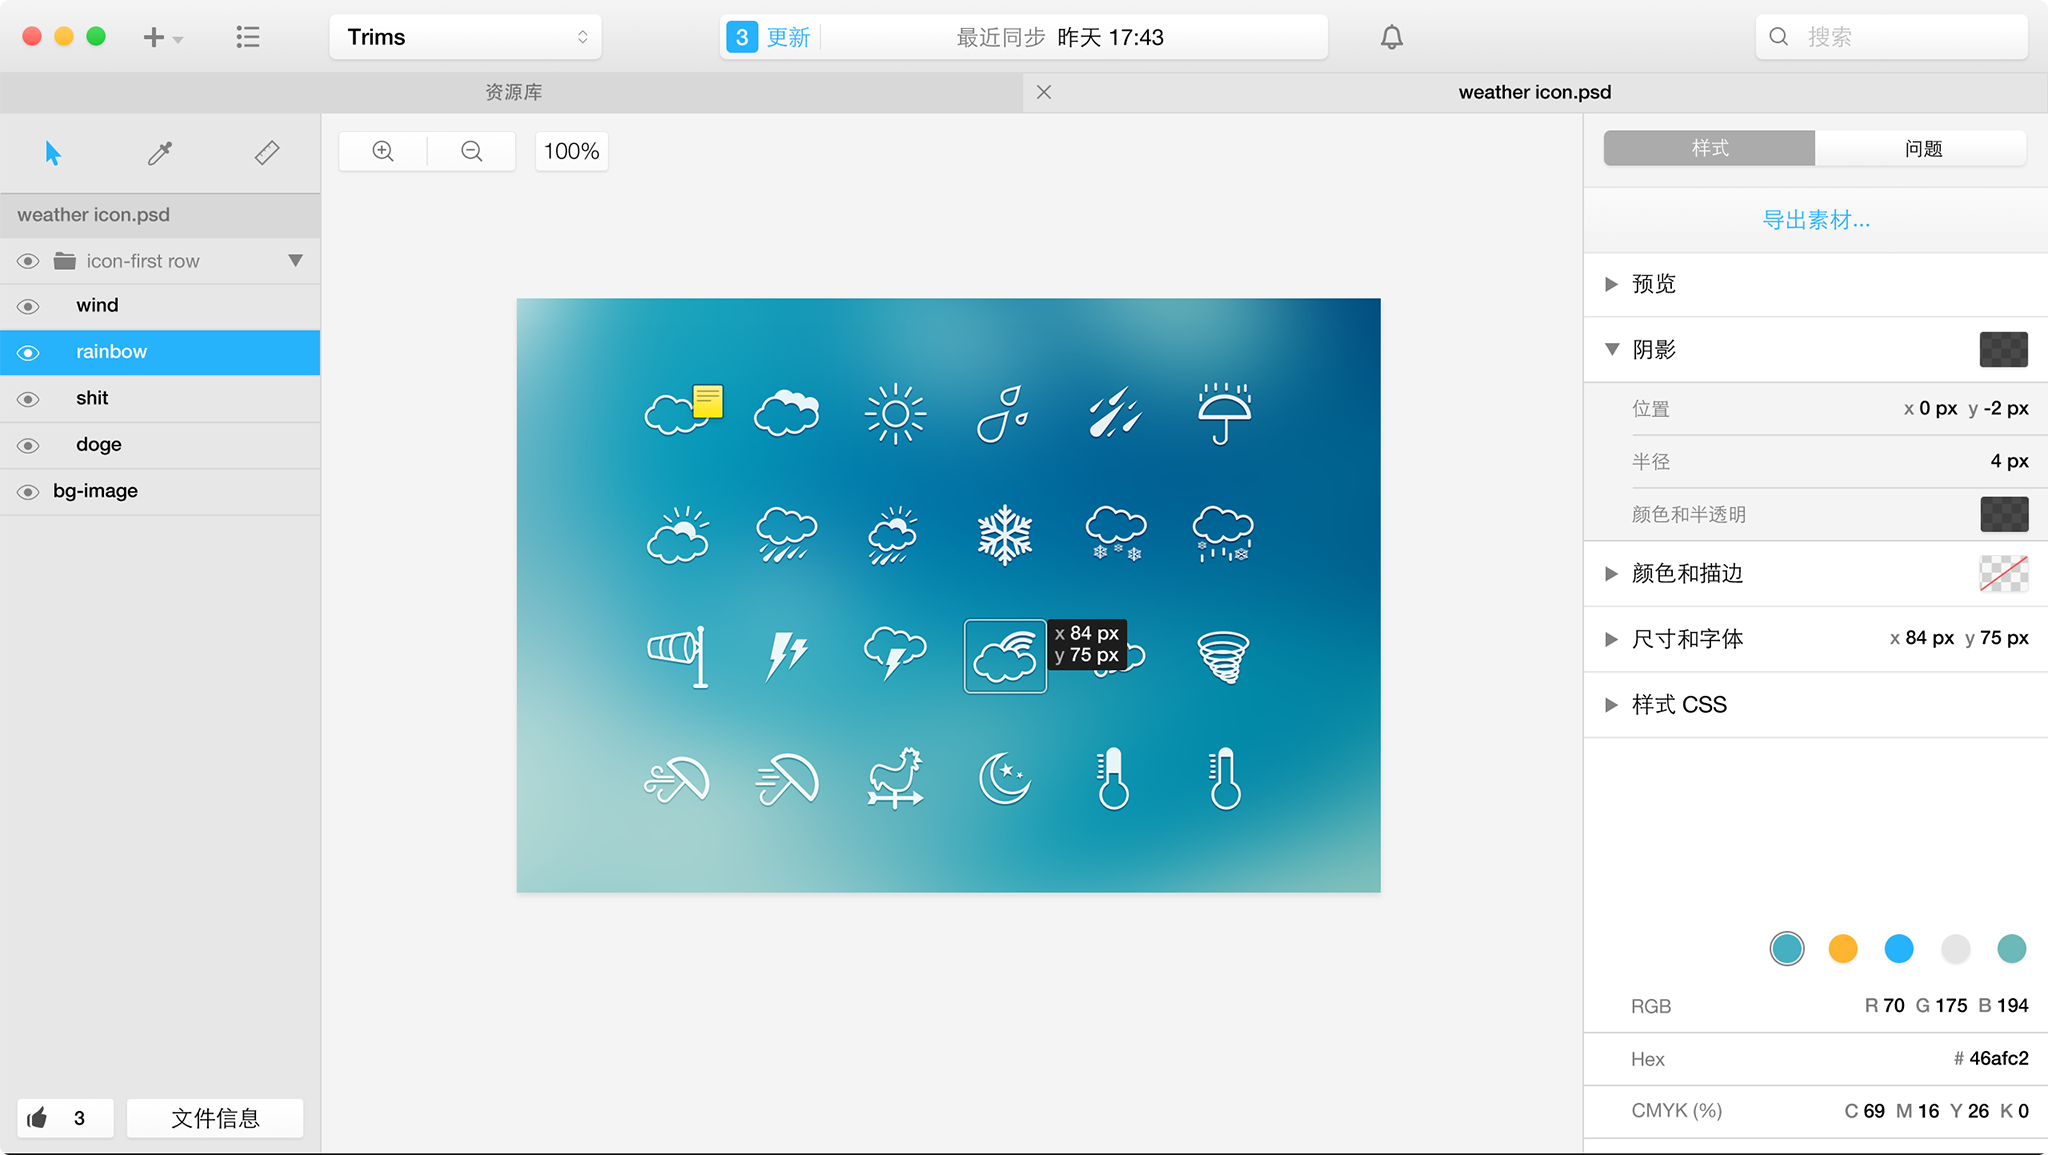 Trims
3 更新
最近同步 昨天 17:43
搜索
资源库
weather icon.psd
100%
样式
问题
weather icon.psd
icon-first row
wind
rainbow
shit
doge
bg-image
x 84 px
y 75 px
导出素材...
预览
阴影
位置 x 0 px y -2 px
半径 4 px
颜色和半透明
颜色和描边
尺寸和字体 x 84 px y 75 px
样式 CSS
RGB R 70 G 175 B 194
Hex # 46afc2
CMYK (%) C 69 M 16 Y 26 K 0
3
文件信息